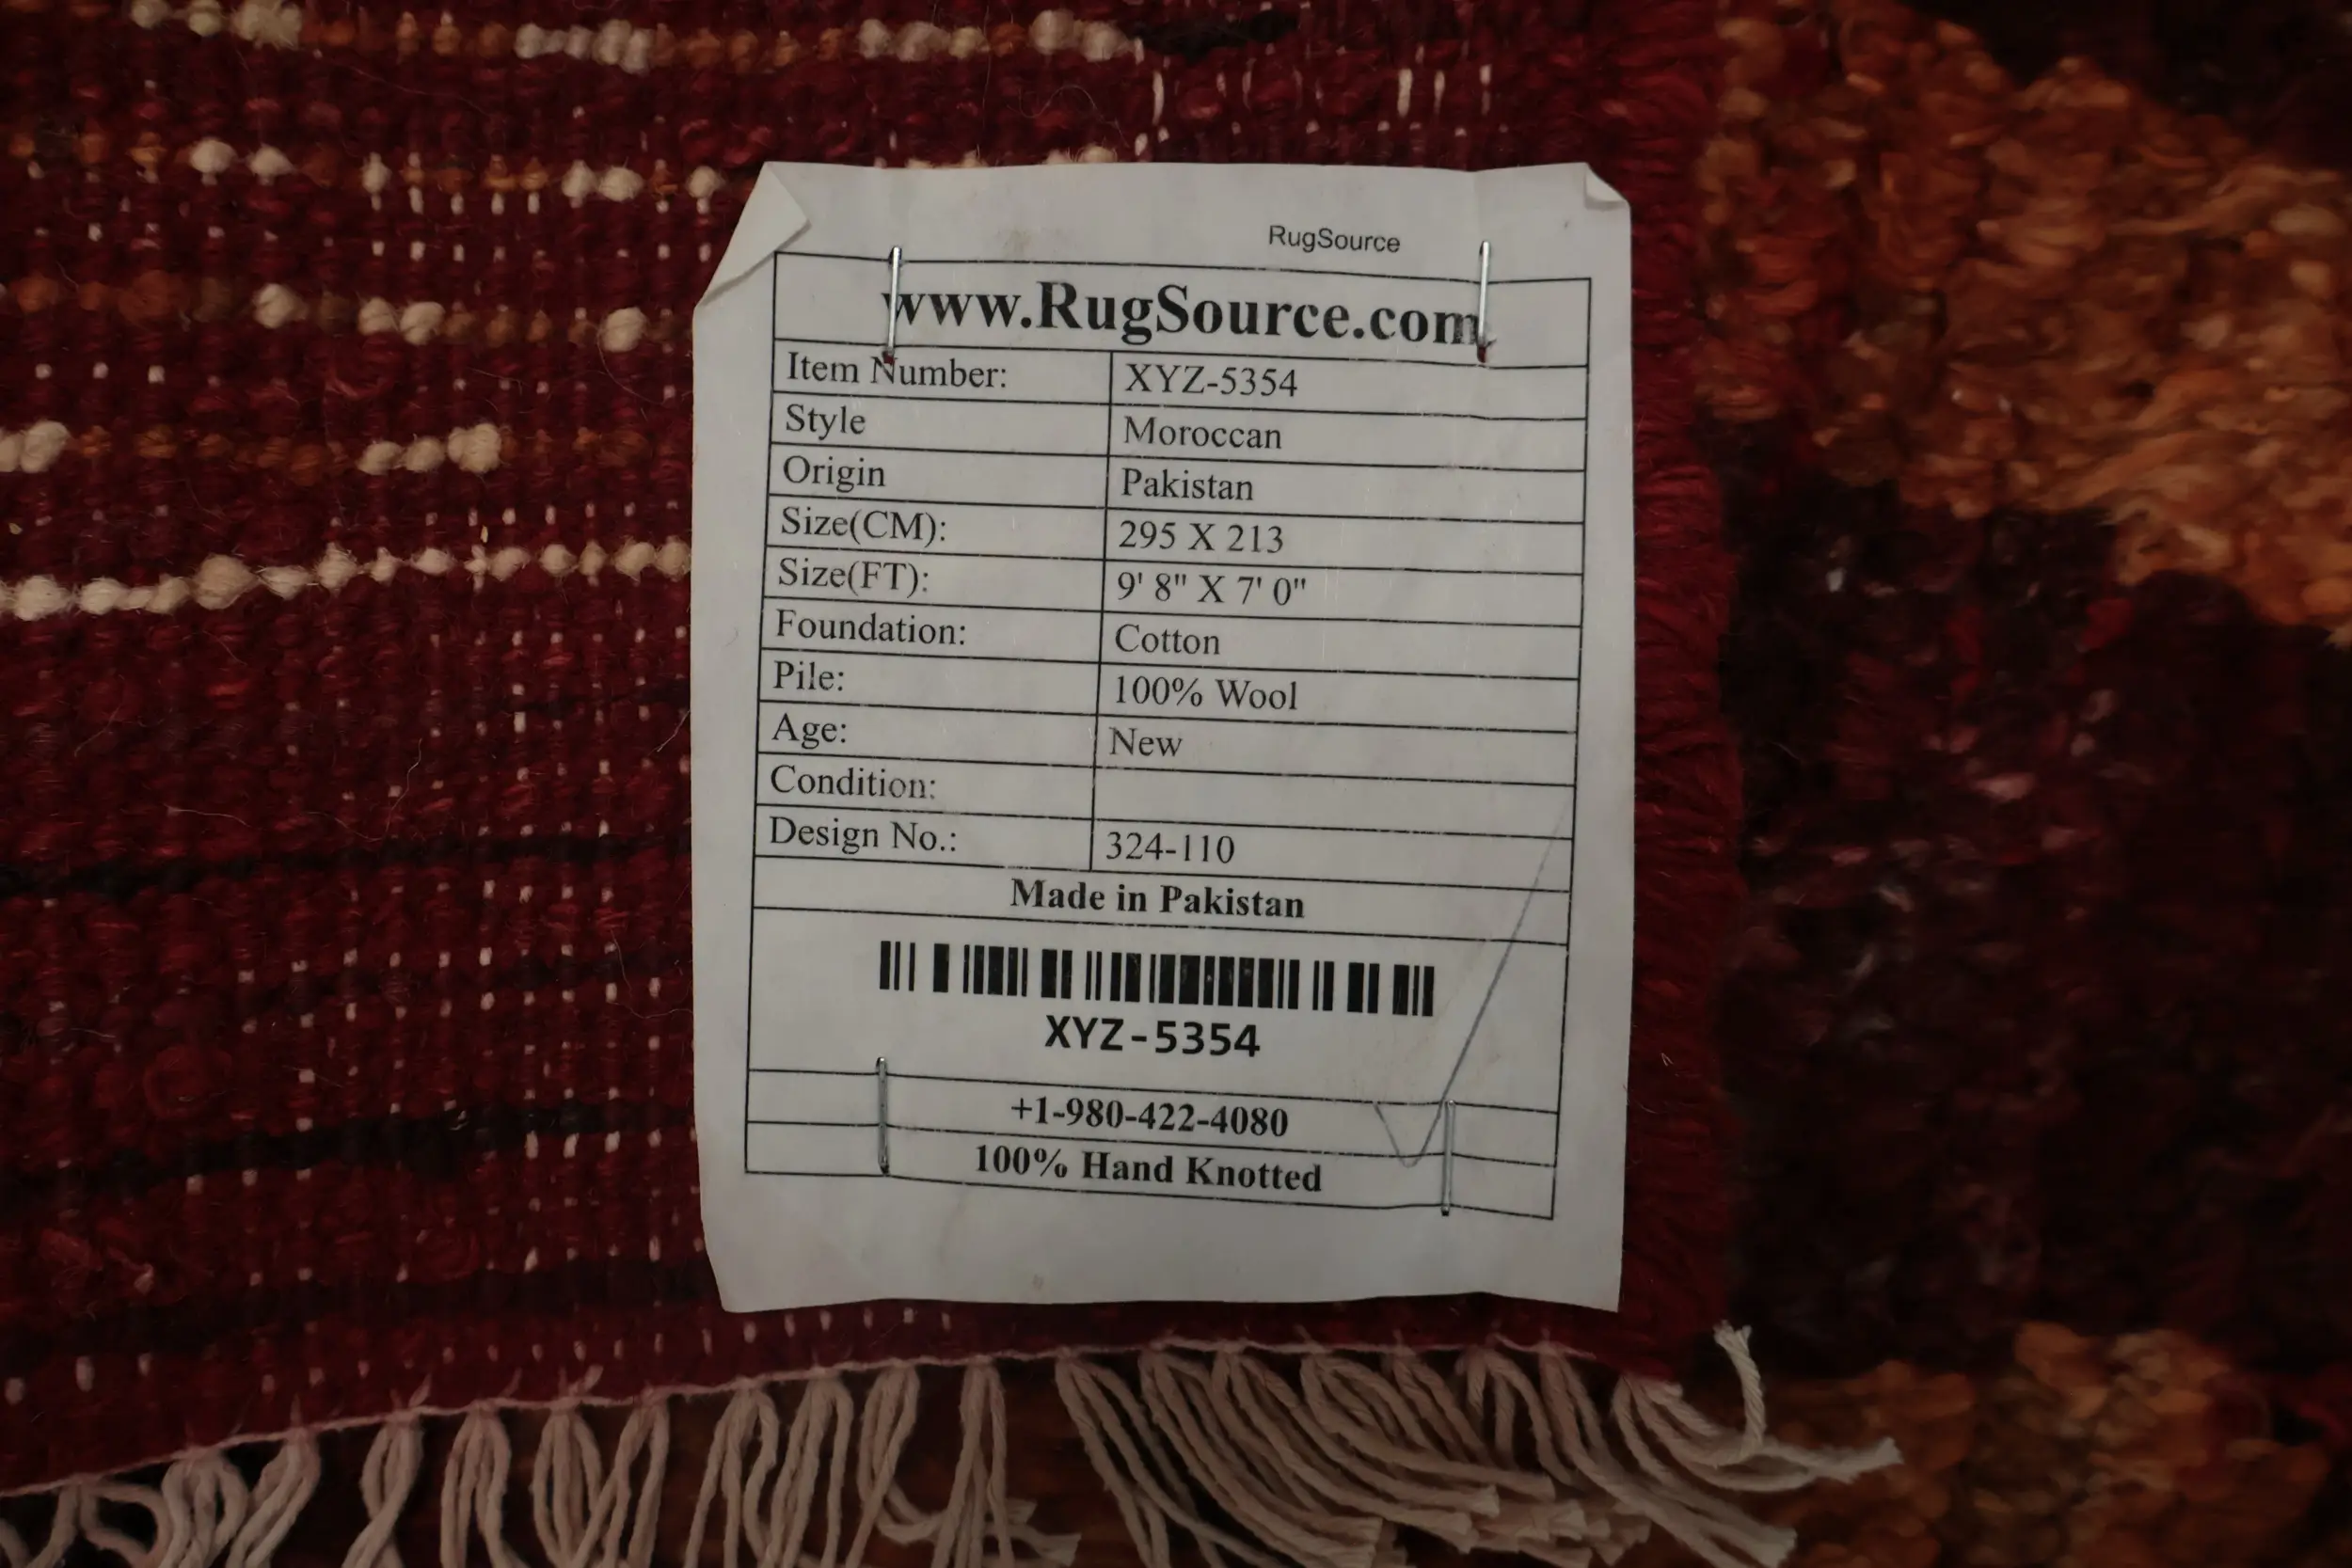 RugSource
www.RugSource.com
Item Number: XYZ-5354
Style Moroccan
Origin Pakistan
Size(CM): 295 X 213
Size(FT): 9' 8" X 7' 0"
Foundation: Cotton
Pile: 100% Wool
Age: New
Condition:
Design No.: 324-110
Made in Pakistan
XYZ-5354
+1-980-422-4080
100% Hand Knotted